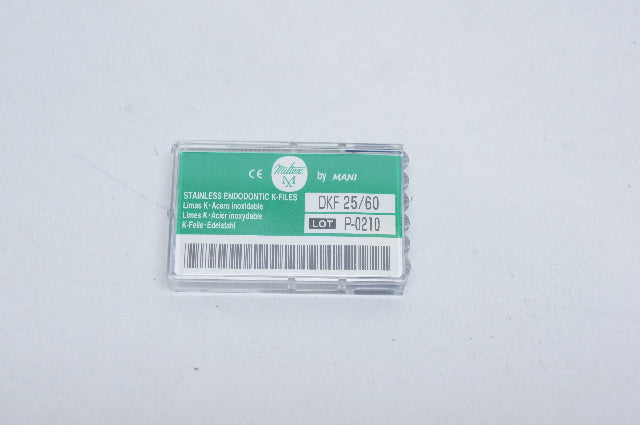 CE Meltex M by MANI
STAINLESS ENDODONTIC K-FILES
DKF 25/60
Limas K · Acero inoxidable
Limes K · Acier inoxydable
LOT P-0210
K-Feile · Edelstahl